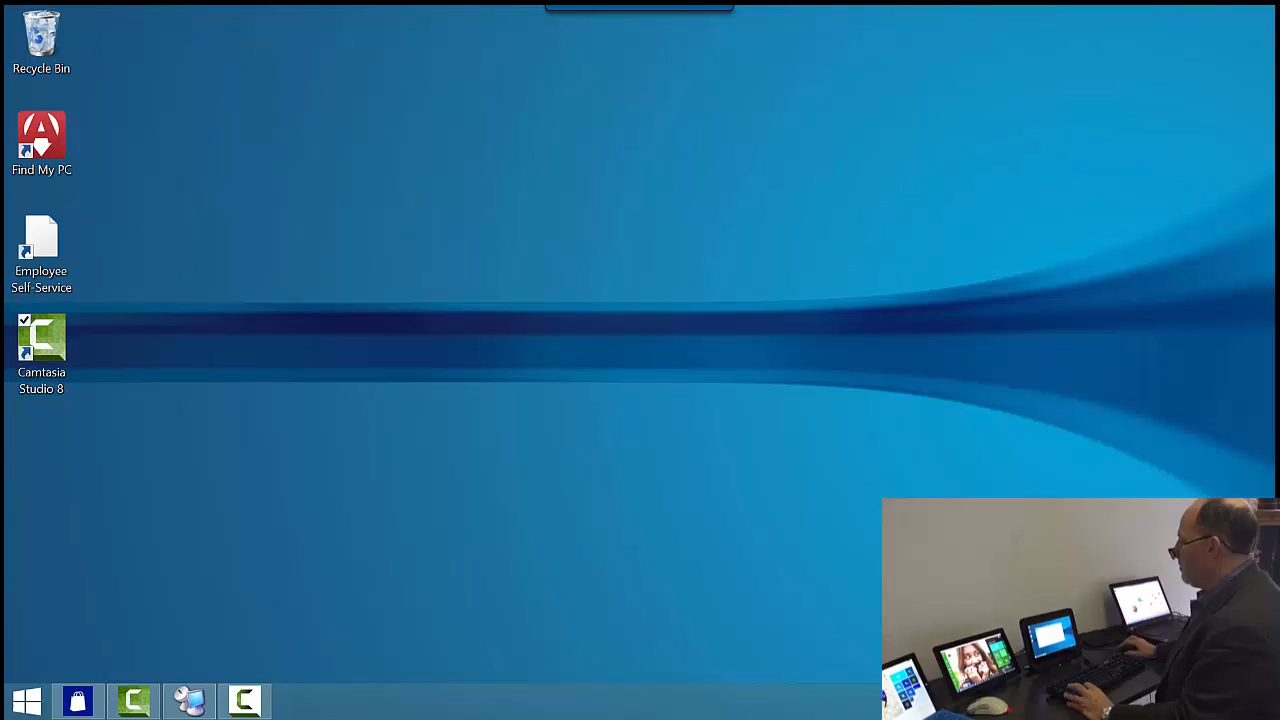 Recycle Bin
Find My PC
Employee
Self-Service
Camtasia
Studio 8